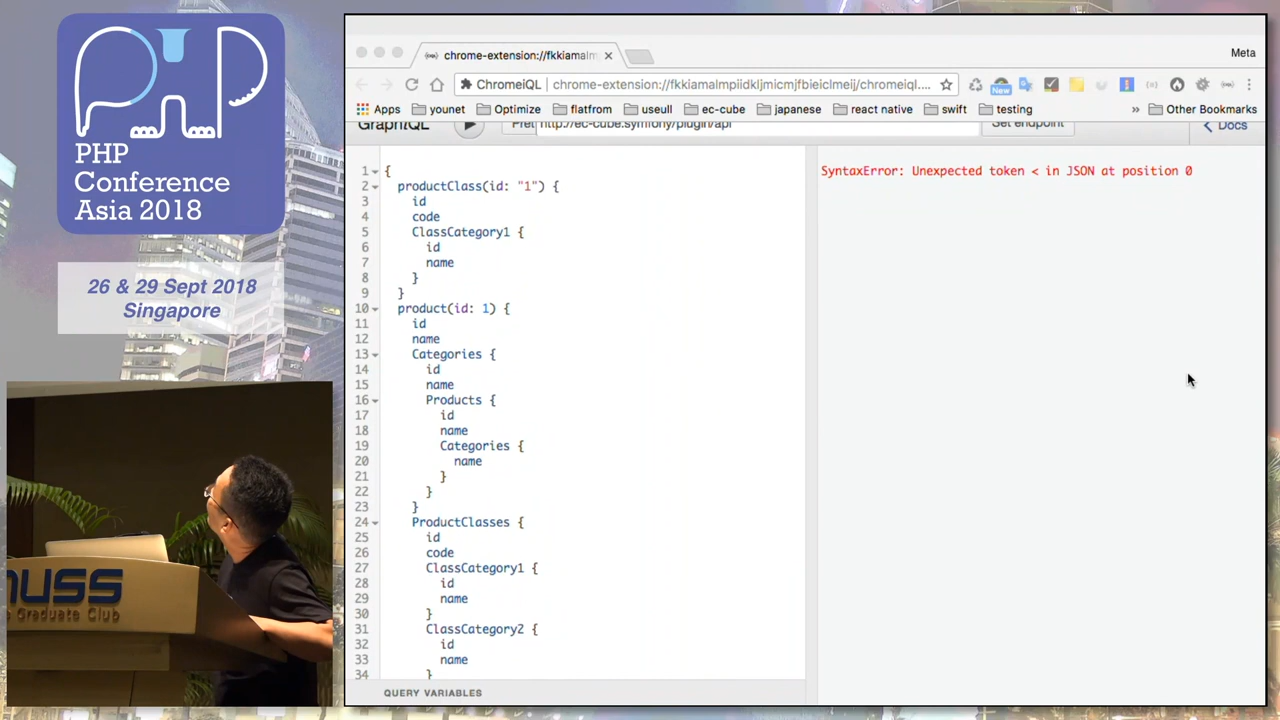 PHP
Conference
Asia 2018
26 & 29 Sept 2018
Singapore
nuss
e Graduate Club
chrome-extension://fkkiamalm
Meta
ChromeiQL
chrome-extension://fkkiamalmpiidkljmicmjfbieiclmeij/chromeiql....
New
Apps
younet
Optimize
flatfrom
useull
ec-cube
japanese
react native
swift
testing
»
Other Bookmarks
GraphiQL
Pret
http://ec-cube.symfony/plugin/api
Set endpoint
Docs
1 {
2 productClass(id: "1") {
3 id
4 code
5 ClassCategory1 {
6 id
7 name
8 }
9 }
10 product(id: 1) {
11 id
12 name
13 Categories {
14 id
15 name
16 Products {
17 id
18 name
19 Categories {
20 name
21 }
22 }
23 }
24 ProductClasses {
25 id
26 code
27 ClassCategory1 {
28 id
29 name
30 }
31 ClassCategory2 {
32 id
33 name
34 }
QUERY VARIABLES
SyntaxError: Unexpected token < in JSON at position 0